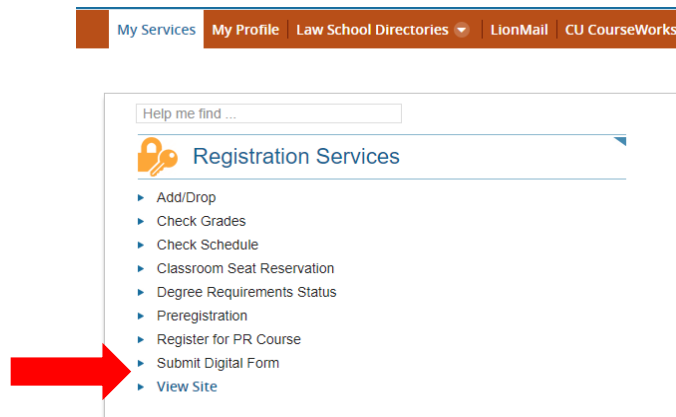 My Services My Profile Law School Directories LionMail CU CourseWorks
Help me find ...
Registration Services
Add/Drop
Check Grades
Check Schedule
Classroom Seat Reservation
Degree Requirements Status
Preregistration
Register for PR Course
Submit Digital Form
View Site